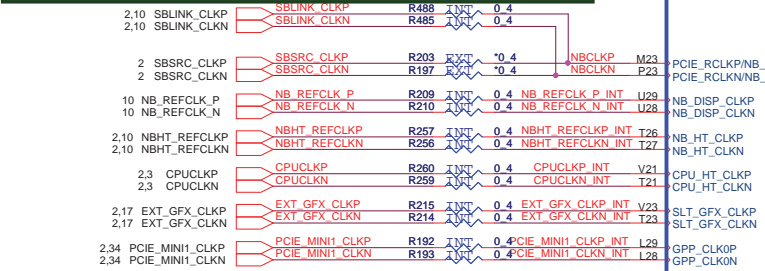 2,10 SBLINK_CLKP SBLINK_CLKP R488 INT 0_4
2,10 SBLINK_CLKN SBLINK_CLKN R485 INT 0_4
2 SBSRC_CLKP SBSRC_CLKP R203 EXT *0_4 NBCLKP M23 PCIE_RCLKP/NB_
2 SBSRC_CLKN SBSRC_CLKN R197 EXT *0_4 NBCLKN P23 PCIE_RCLKN/NB_
10 NB_REFCLK_P NB_REFCLK_P R209 INT 0_4 NB_REFCLK_P_INT U29 NB_DISP_CLKP
10 NB_REFCLK_N NB_REFCLK_N R210 INT 0_4 NB_REFCLK_N_INT U28 NB_DISP_CLKN
2,10 NBHT_REFCLKP NBHT_REFCLKP R257 INT 0_4 NBHT_REFCLKP_INT T26 NB_HT_CLKP
2,10 NBHT_REFCLKN NBHT_REFCLKN R256 INT 0_4 NBHT_REFCLKN_INT T27 NB_HT_CLKN
2,3 CPUCLKP CPUCLKP R260 INT 0_4 CPUCLKP_INT V21 CPU_HT_CLKP
2,3 CPUCLKN CPUCLKN R259 INT 0_4 CPUCLKN_INT T21 CPU_HT_CLKN
2,17 EXT_GFX_CLKP EXT_GFX_CLKP R215 INT 0_4 EXT_GFX_CLKP_INT V23 SLT_GFX_CLKP
2,17 EXT_GFX_CLKN EXT_GFX_CLKN R214 INT 0_4 EXT_GFX_CLKN_INT T23 SLT_GFX_CLKN
2,34 PCIE_MINI1_CLKP PCIE_MINI1_CLKP R192 INT 0_4 PCIE_MINI1_CLKP_INT L29 GPP_CLK0P
2,34 PCIE_MINI1_CLKN PCIE_MINI1_CLKN R193 INT 0_4 PCIE_MINI1_CLKN_INT L28 GPP_CLK0N